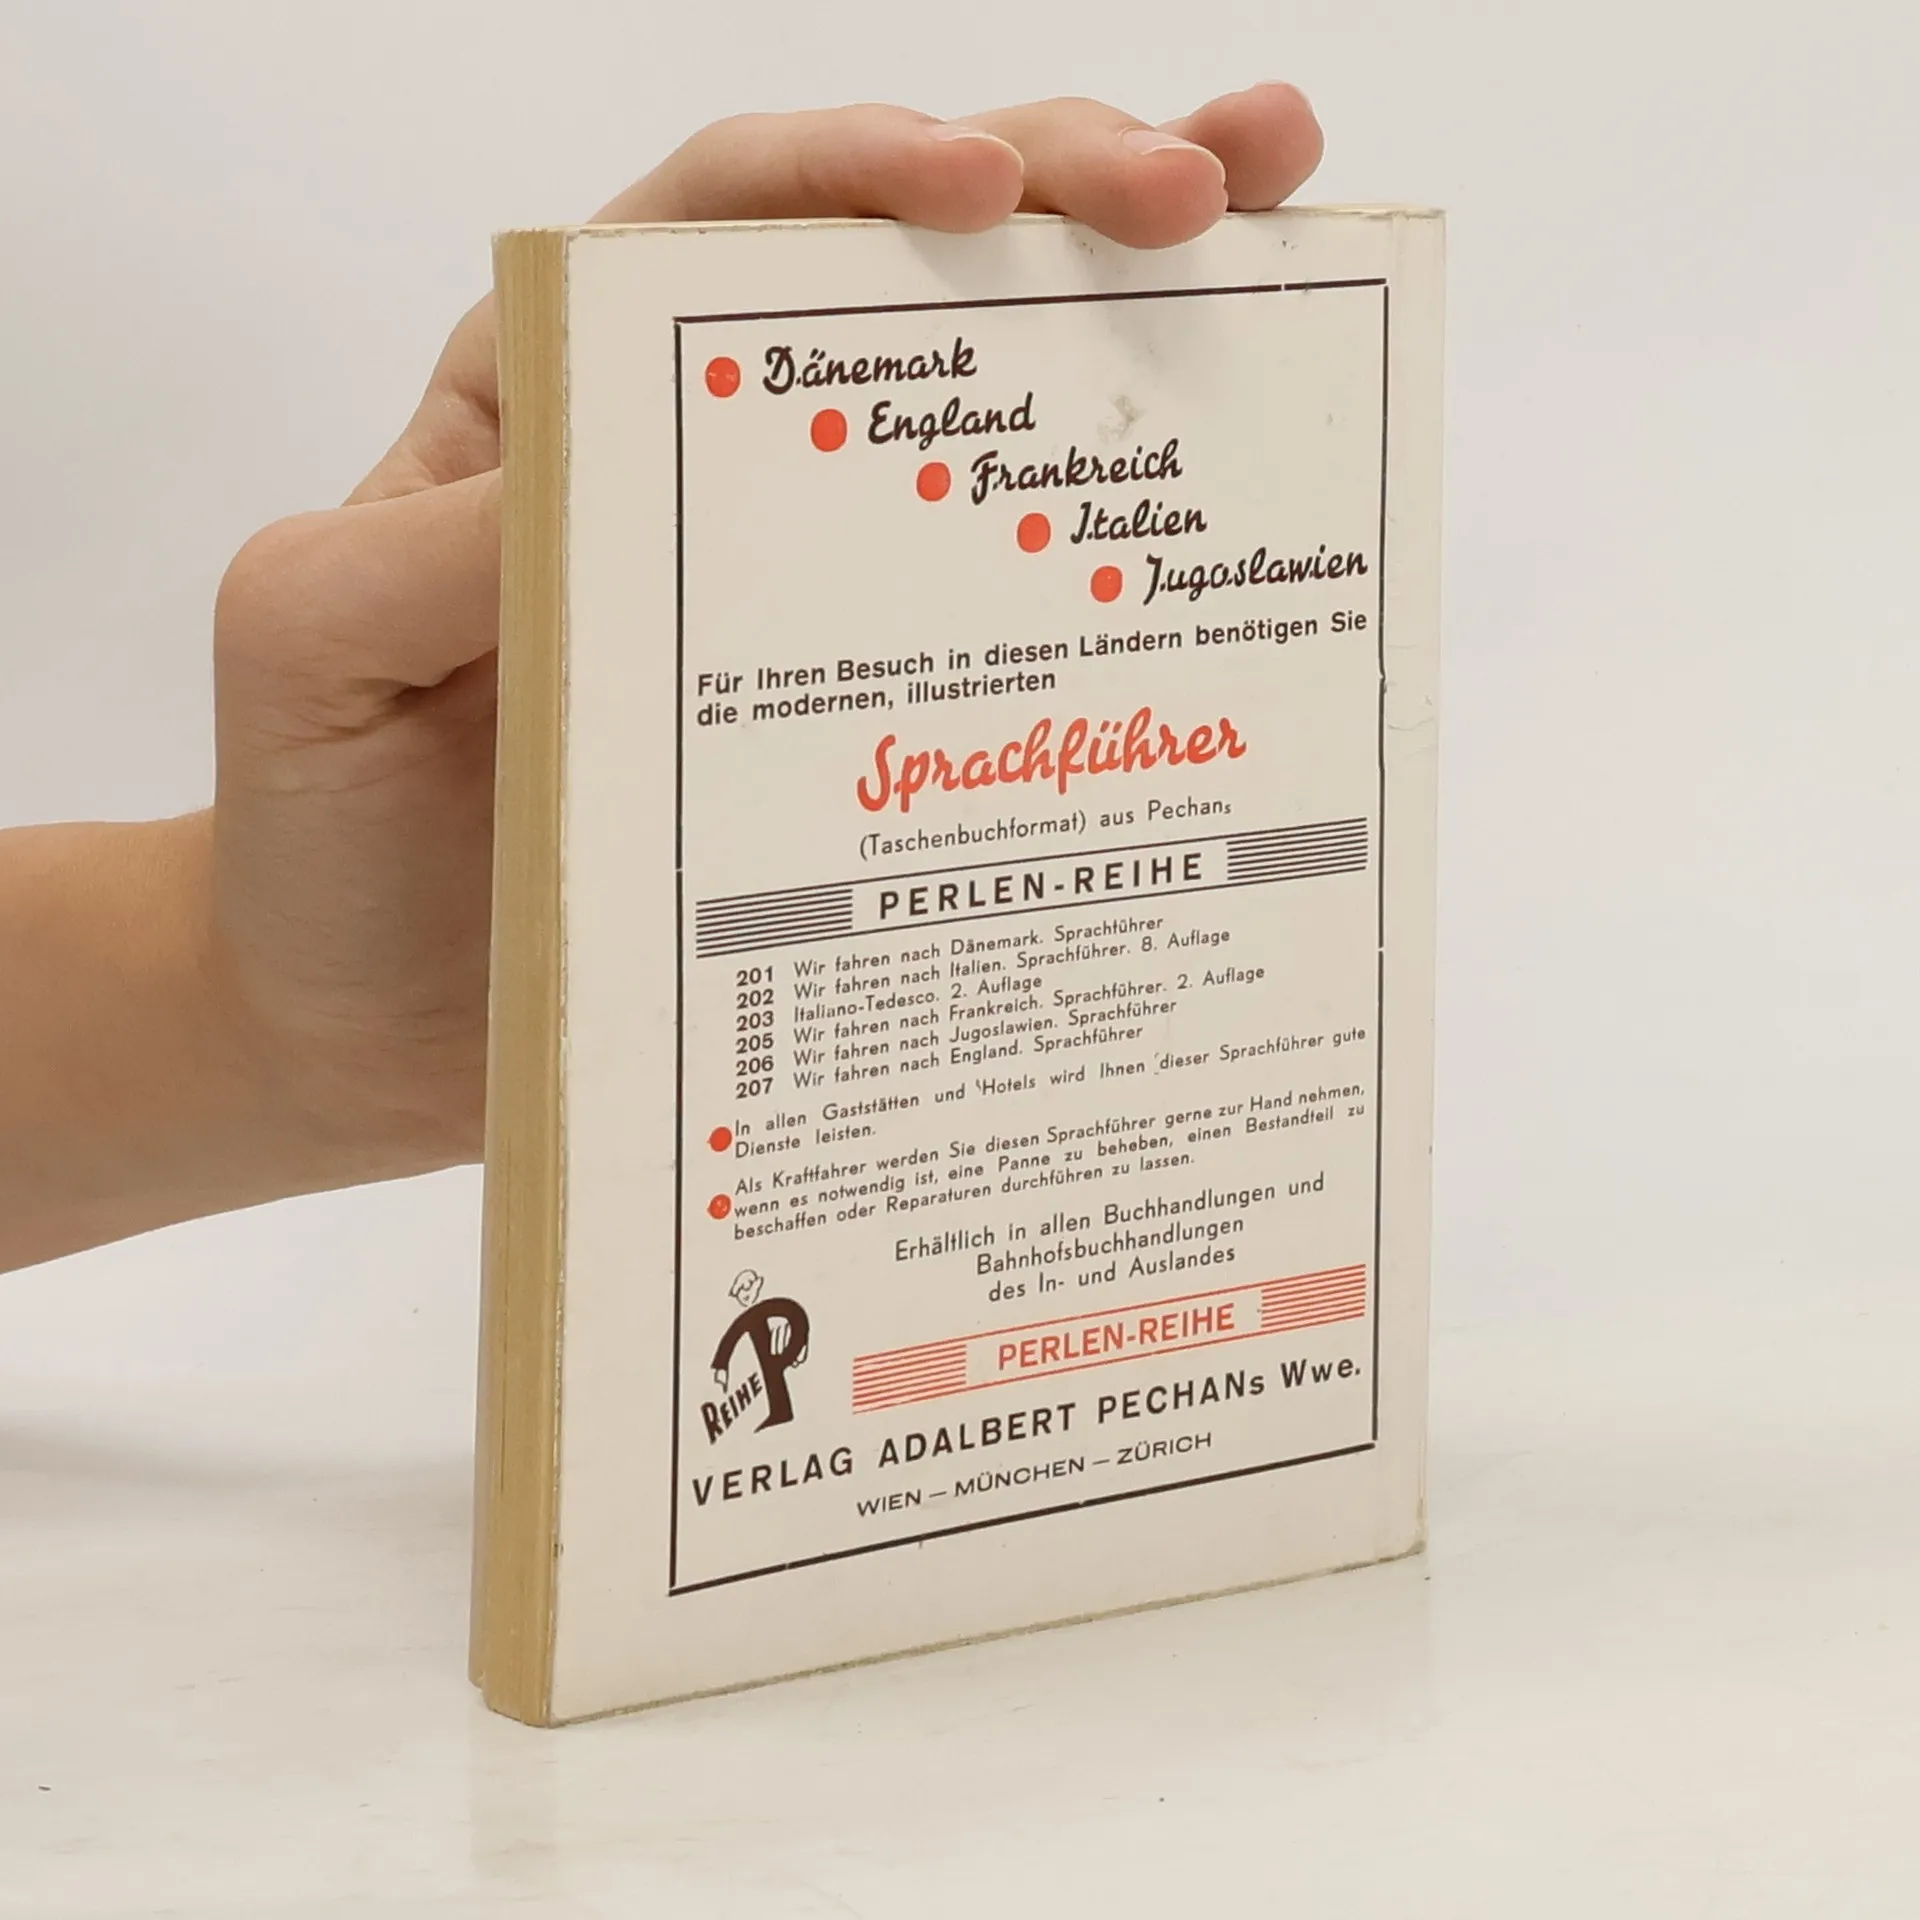 Dänemark
England
Frankreich
Italien
Jugoslawien
Für Ihren Besuch in diesen Ländern benötigen Sie
die modernen, illustrierten
Sprachführer
(Taschenbuchformat) aus Pechans
PERLEN-REIHE
201 Wir fahren nach Dänemark. Sprachführer
202 Wir fahren nach Italien. Sprachführer. 8. Auflage
203 Italiano-Tedesco. 2. Auflage
205 Wir fahren nach Frankreich. Sprachführer. 2. Auflage
206 Wir fahren nach Jugoslawien. Sprachführer
207 Wir fahren nach England. Sprachführer
In allen Gaststätten und Hotels wird Ihnen dieser Sprachführer gute
Dienste leisten.
Als Kraftfahrer werden Sie diesen Sprachführer gerne zur Hand nehmen,
wenn es notwendig ist, eine Panne zu beheben, einen Bestandteil zu
beschaffen oder Reparaturen durchführen zu lassen.
Erhältlich in allen Buchhandlungen und
Bahnhofsbuchhandlungen
des In- und Auslandes
P
REIHE
PERLEN-REIHE
VERLAG ADALBERT PECHANs Wwe.
WIEN — MÜNCHEN — ZÜRICH